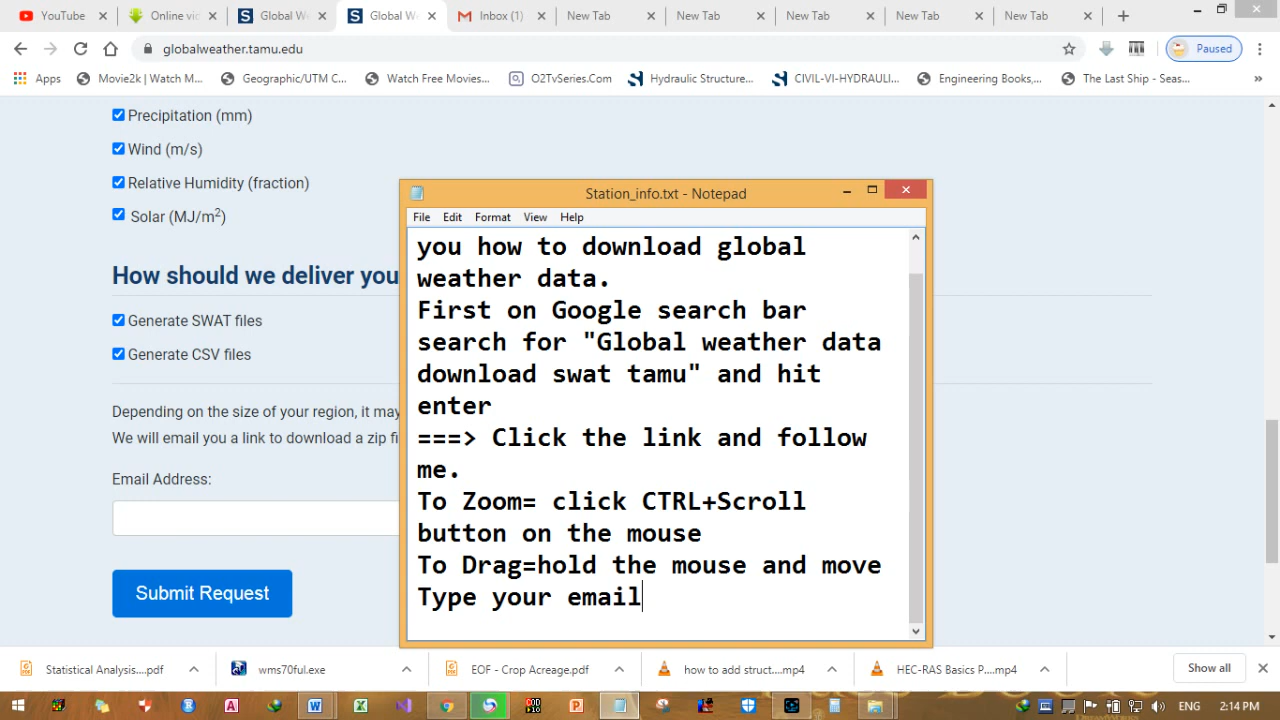 YouTube
Online vi
Global W
Global W
Inbox (1)
New Tab
New Tab
New Tab
New Tab
New Tab
globalweather.tamu.edu
Paused
Apps
Movie2k | Watch M...
Geographic/UTM C...
Watch Free Movies...
O2TvSeries.Com
Hydraulic Structure...
CIVIL-VI-HYDRAULI...
Engineering Books,...
The Last Ship - Seas...
»
Precipitation (mm)
Wind (m/s)
Relative Humidity (fraction)
Solar (MJ/m²)
How should we deliver you
Generate SWAT files
Generate CSV files
Depending on the size of your region, it may
We will email you a link to download a zip fi
Email Address:
Submit Request
Station_info.txt - Notepad
File Edit Format View Help
you how to download global
weather data.
First on Google search bar
search for "Global weather data
download swat tamu" and hit
enter
===> Click the link and follow
me.
To Zoom= click CTRL+Scroll
button on the mouse
To Drag=hold the mouse and move
Type your email
Statistical Analysis....pdf
wms70ful.exe
EOF - Crop Acreage....pdf
how to add struct....mp4
HEC-RAS Basics P....mp4
Show all
2:14 PM